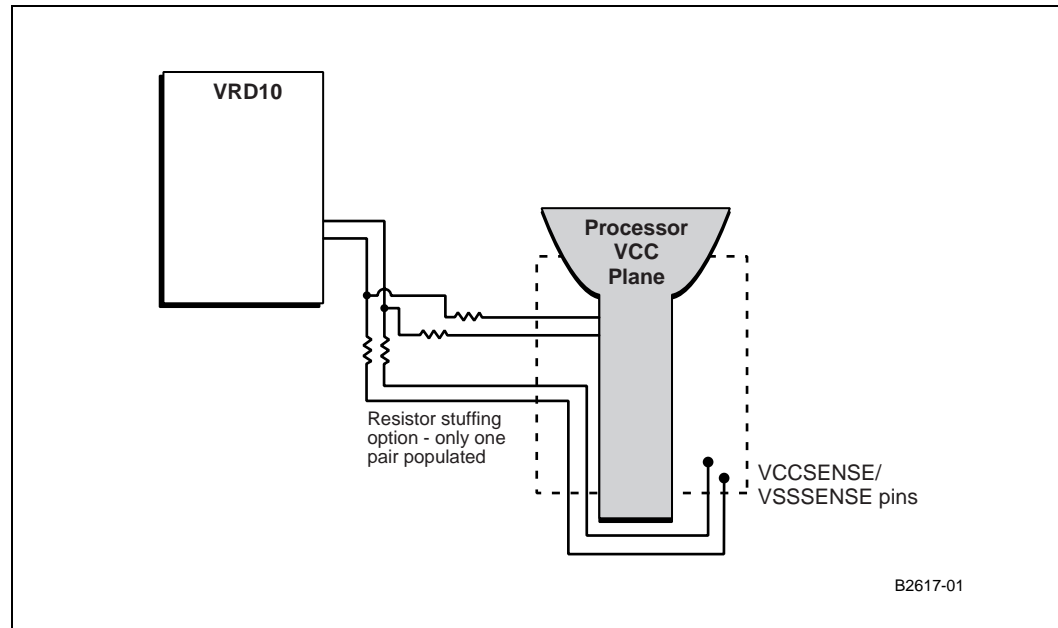 VRD10
Processor
VCC
Plane
Resistor stuffing
option - only one
pair populated
VCCSENSE/
VSSSENSE pins
B2617-01